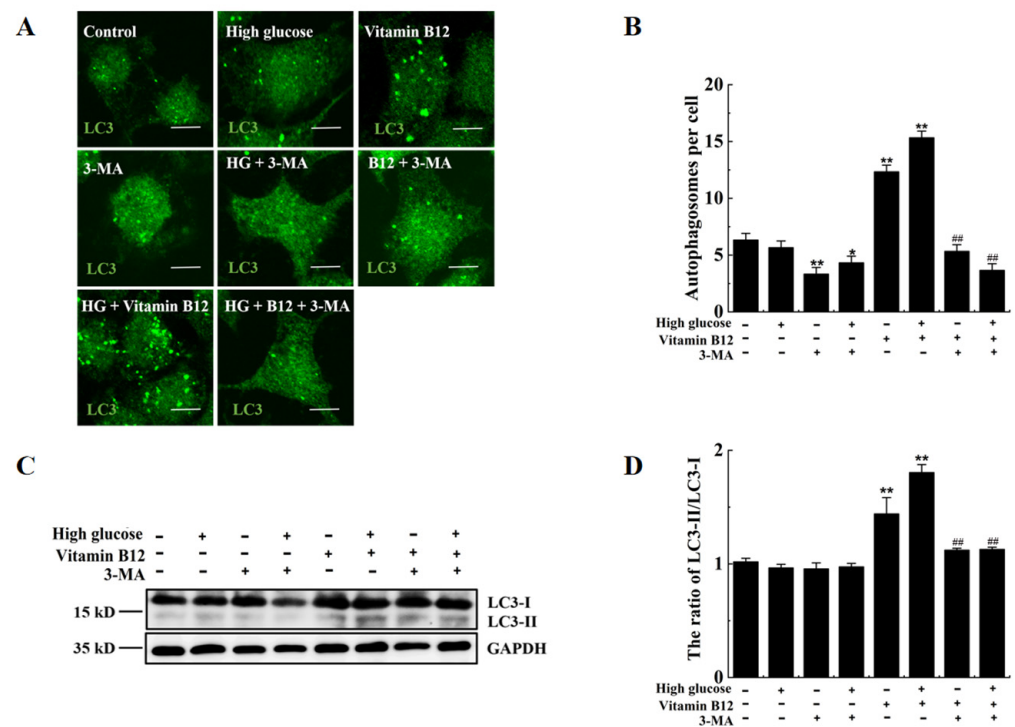 A
Control
LC3
High glucose
LC3
Vitamin B12
LC3
3-MA
LC3
HG + 3-MA
LC3
B12 + 3-MA
LC3
HG + Vitamin B12
LC3
HG + B12 + 3-MA
LC3
B
Autophagosomes per cell
20
15
10
5
0
**
*
**
**
##
##
High glucose - + - + - + - +
Vitamin B12 - - - - + + + +
3-MA - - + + - - + +
C
High glucose - + - + - + - +
Vitamin B12 - - - - + + + +
3-MA - - + + - - + +
15 kD
LC3-I
LC3-II
35 kD
GAPDH
D
The ratio of LC3-II/LC3-I
2
1
1
**
**
##
##
High glucose - + - + - + - +
Vitamin B12 - - - - + + + +
3-MA - - + + - - + +